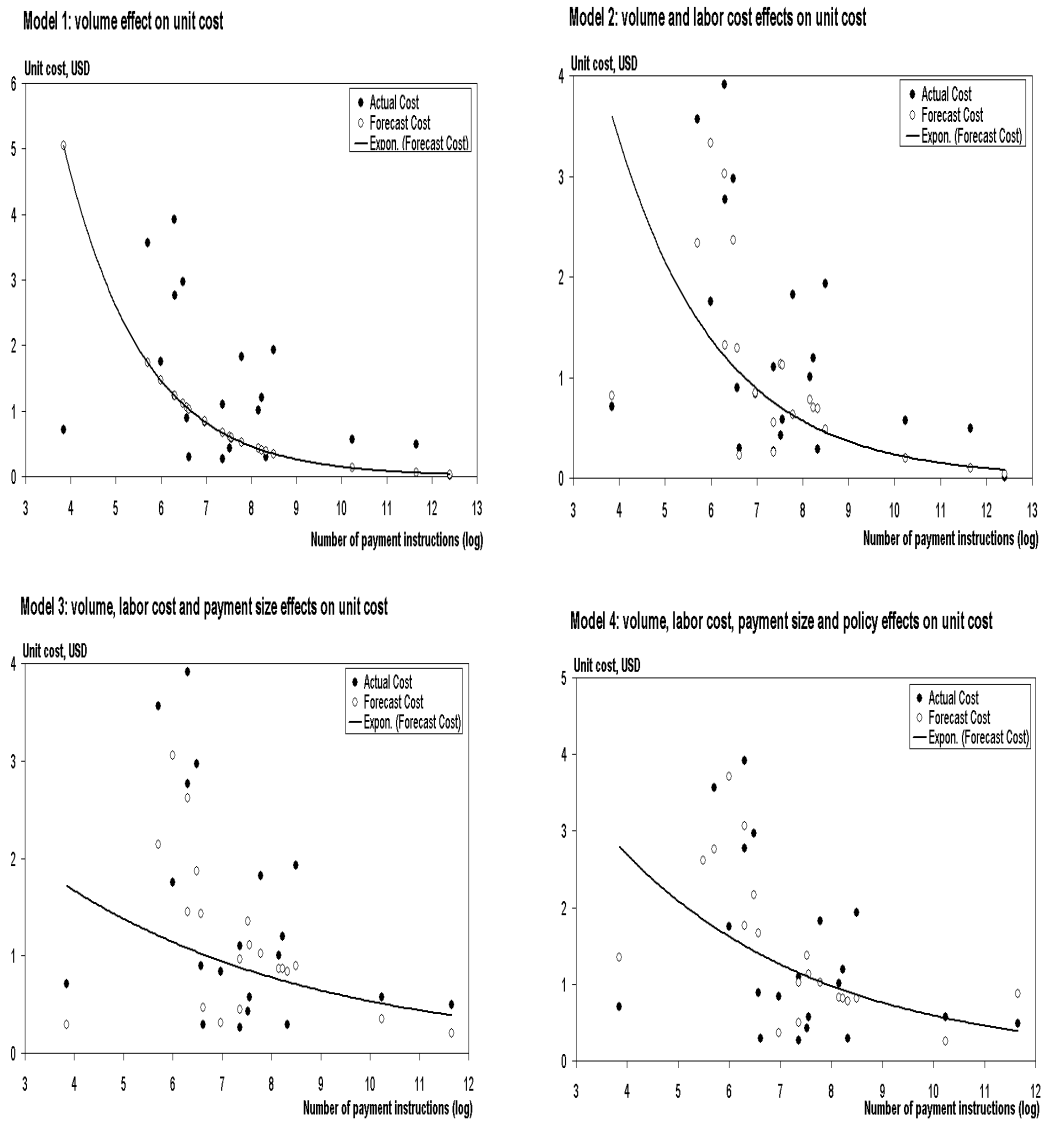 Model 1: volume effect on unit cost
Unit cost, USD
6
5
4
3
2
1
0
Actual Cost
Forecast Cost
Expon. (Forecast Cost)
3 4 5 6 7 8 9 10 11 12 13
Number of payment instructions (log)
Model 2: volume and labor cost effects on unit cost
Unit cost, USD
4
3
2
1
0
Actual Cost
Forecast Cost
Expon. (Forecast Cost)
3 4 5 6 7 8 9 10 11 12 13
Number of payment instructions (log)
Model 3: volume, labor cost and payment size effects on unit cost
Unit cost, USD
4
3
2
1
0
Actual Cost
Forecast Cost
Expon. (Forecast Cost)
3 4 5 6 7 8 9 10 11 12
Number of payment instructions (log)
Model 4: volume, labor cost, payment size and policy effects on unit cost
Unit cost, USD
5
4
3
2
1
0
Actual Cost
Forecast Cost
Expon. (Forecast Cost)
3 4 5 6 7 8 9 10 11 12
Number of payment instructions (log)